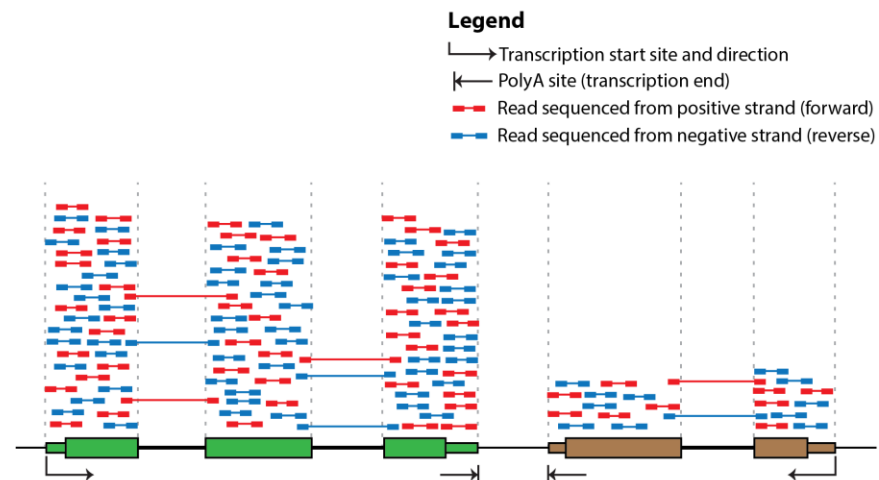 Legend
Transcription start site and direction
PolyA site (transcription end)
Read sequenced from positive strand (forward)
Read sequenced from negative strand (reverse)